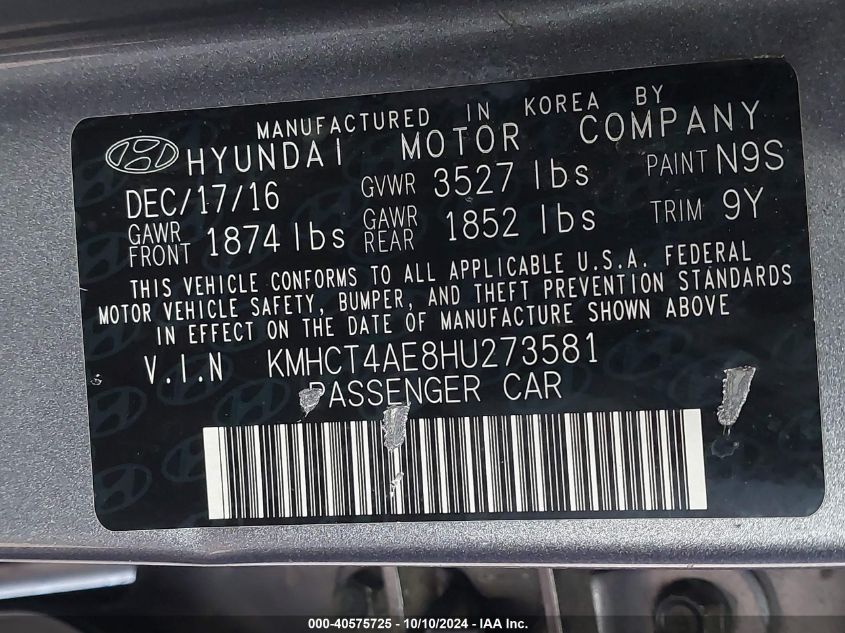 MANUFACTURED IN KOREA BY
HYUNDAI MOTOR COMPANY
DEC/17/16 GVWR 3527 lbs PAINT N9S
GAWR FRONT 1874 lbs GAWR REAR 1852 lbs TRIM 9Y
THIS VEHICLE CONFORMS TO ALL APPLICABLE U.S.A. FEDERAL
MOTOR VEHICLE SAFETY, BUMPER, AND THEFT PREVENTION STANDARDS
IN EFFECT ON THE DATE OF MANUFACTURE SHOWN ABOVE
V.I.N KMHCT4AE8HU273581
PASSENGER CAR
000-40575725 - 10/10/2024 - IAA Inc.